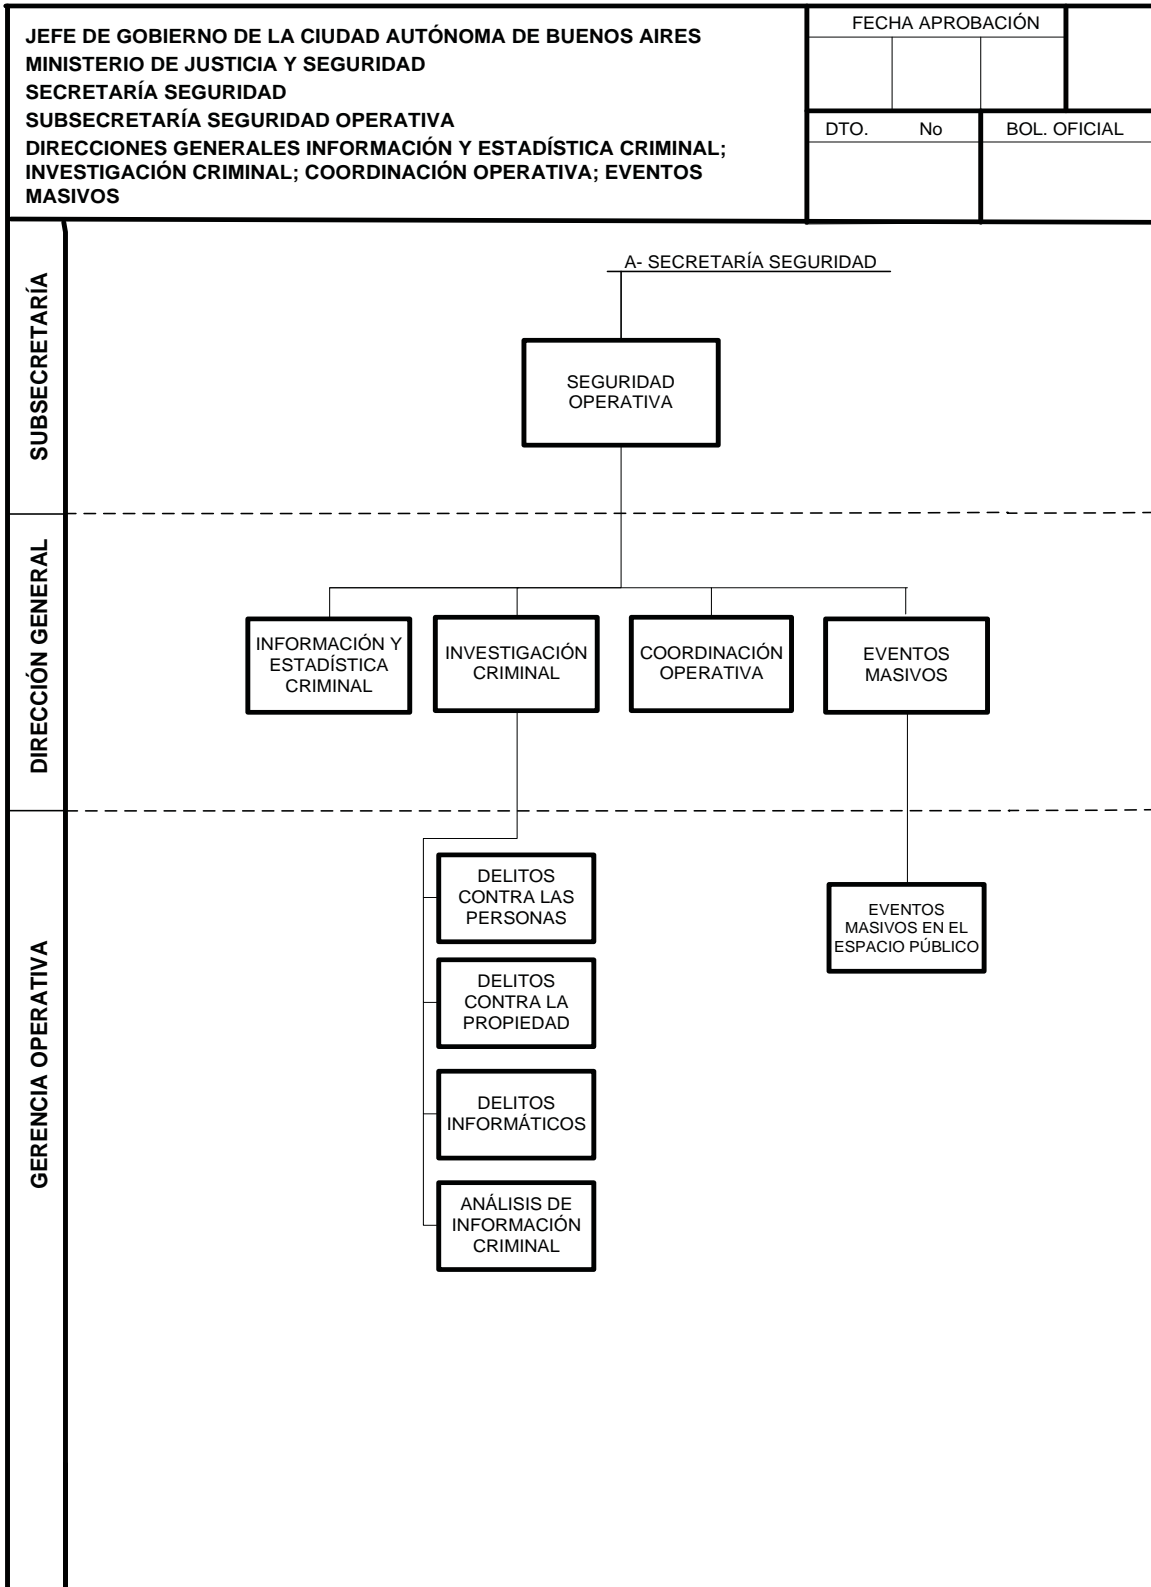 JEFE DE GOBIERNO DE LA CIUDAD AUTÓNOMA DE BUENOS AIRES
MINISTERIO DE JUSTICIA Y SEGURIDAD
SECRETARÍA SEGURIDAD
SUBSECRETARÍA SEGURIDAD OPERATIVA
DIRECCIONES GENERALES INFORMACIÓN Y ESTADÍSTICA CRIMINAL;
INVESTIGACIÓN CRIMINAL; COORDINACIÓN OPERATIVA; EVENTOS
MASIVOS
FECHA APROBACIÓN
DTO. No
BOL. OFICIAL
SUBSECRETARÍA
A- SECRETARÍA SEGURIDAD
SEGURIDAD
OPERATIVA
DIRECCIÓN GENERAL
INFORMACIÓN Y
ESTADÍSTICA
CRIMINAL
INVESTIGACIÓN
CRIMINAL
COORDINACIÓN
OPERATIVA
EVENTOS
MASIVOS
GERENCIA OPERATIVA
DELITOS
CONTRA LAS
PERSONAS
DELITOS
CONTRA LA
PROPIEDAD
DELITOS
INFORMÁTICOS
ANÁLISIS DE
INFORMACIÓN
CRIMINAL
EVENTOS
MASIVOS EN EL
ESPACIO PÚBLICO